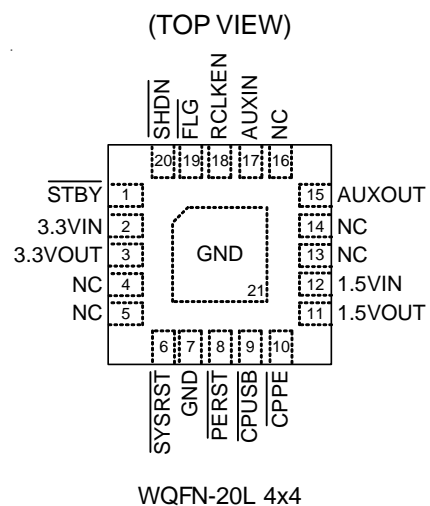 (TOP VIEW)
SHDN
FLG
RCLKEN
AUXIN
NC
20 19 18 17 16
STBY 1 15 AUXOUT
3.3VIN 2 14 NC
3.3VOUT 3 GND 13 NC
NC 4 12 1.5VIN
NC 5 21 11 1.5VOUT
6 7 8 9 10
SYSRST
GND
PERST
CPUSB
CPPE
WQFN-20L 4x4